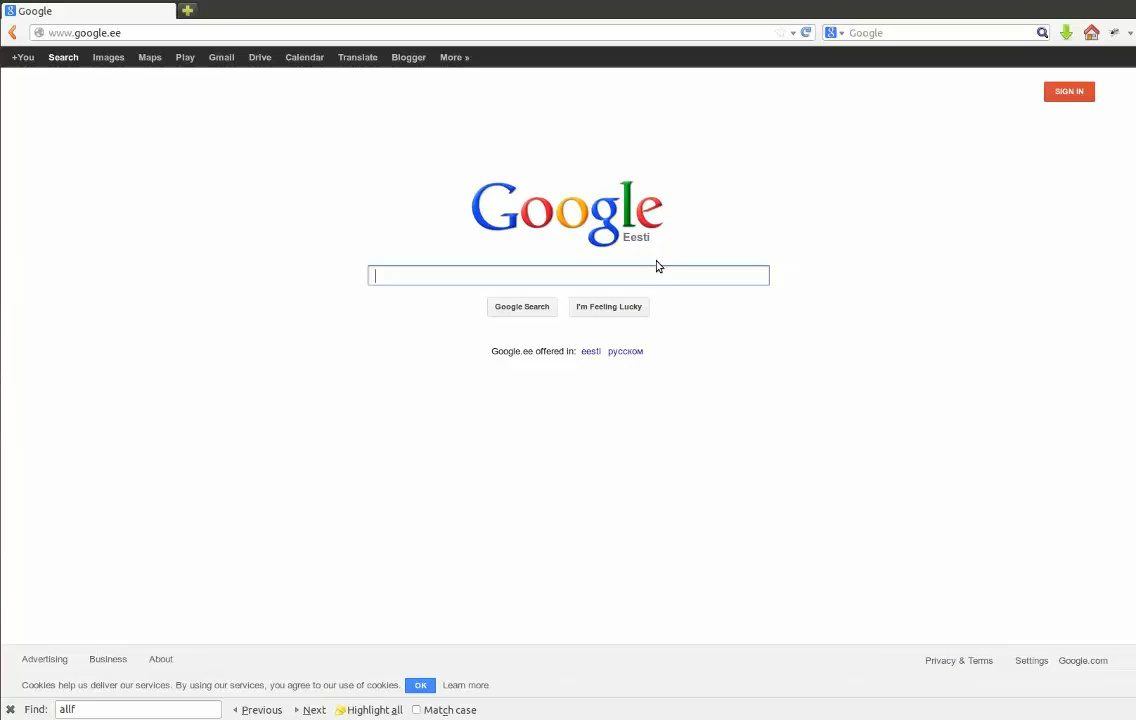 Google
www.google.ee
Google
+You Search Images Maps Play Gmail Drive Calendar Translate Blogger More »
SIGN IN
Google
Eesti
Google Search I'm Feeling Lucky
Google.ee offered in: eesti русском
Advertising Business About
Privacy & Terms Settings Google.com
Cookies help us deliver our services. By using our services, you agree to our use of cookies. OK Learn more
Find: allf Previous Next Highlight all Match case